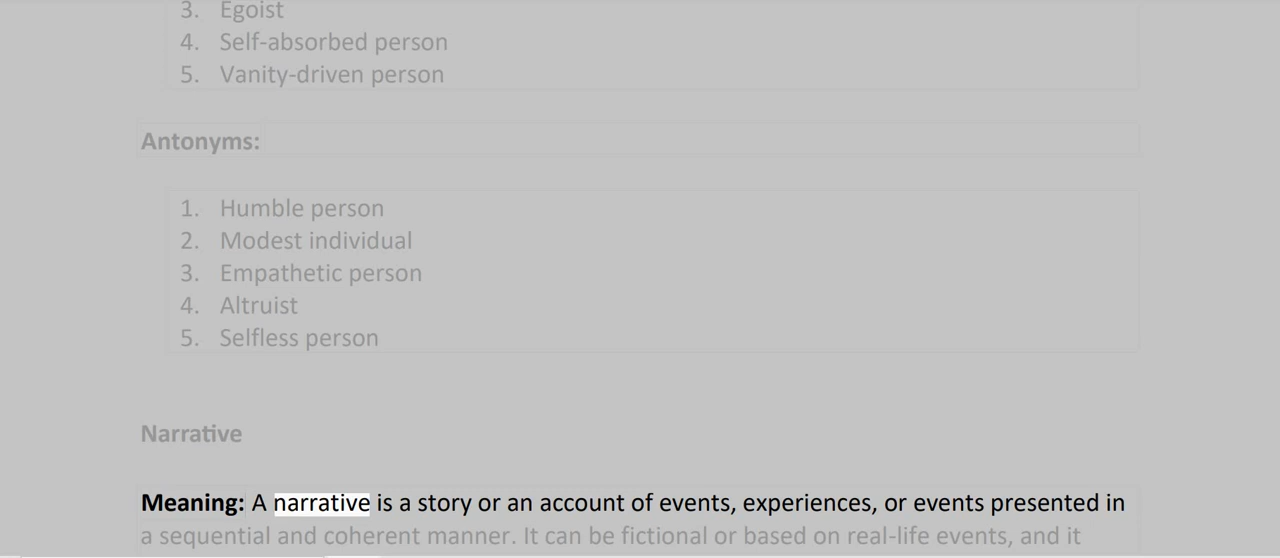 3. Egoist
4. Self-absorbed person
5. Vanity-driven person
Antonyms:
1. Humble person
2. Modest individual
3. Empathetic person
4. Altruist
5. Selfless person
Narrative
Meaning: A narrative is a story or an account of events, experiences, or events presented in
a sequential and coherent manner. It can be fictional or based on real-life events, and it